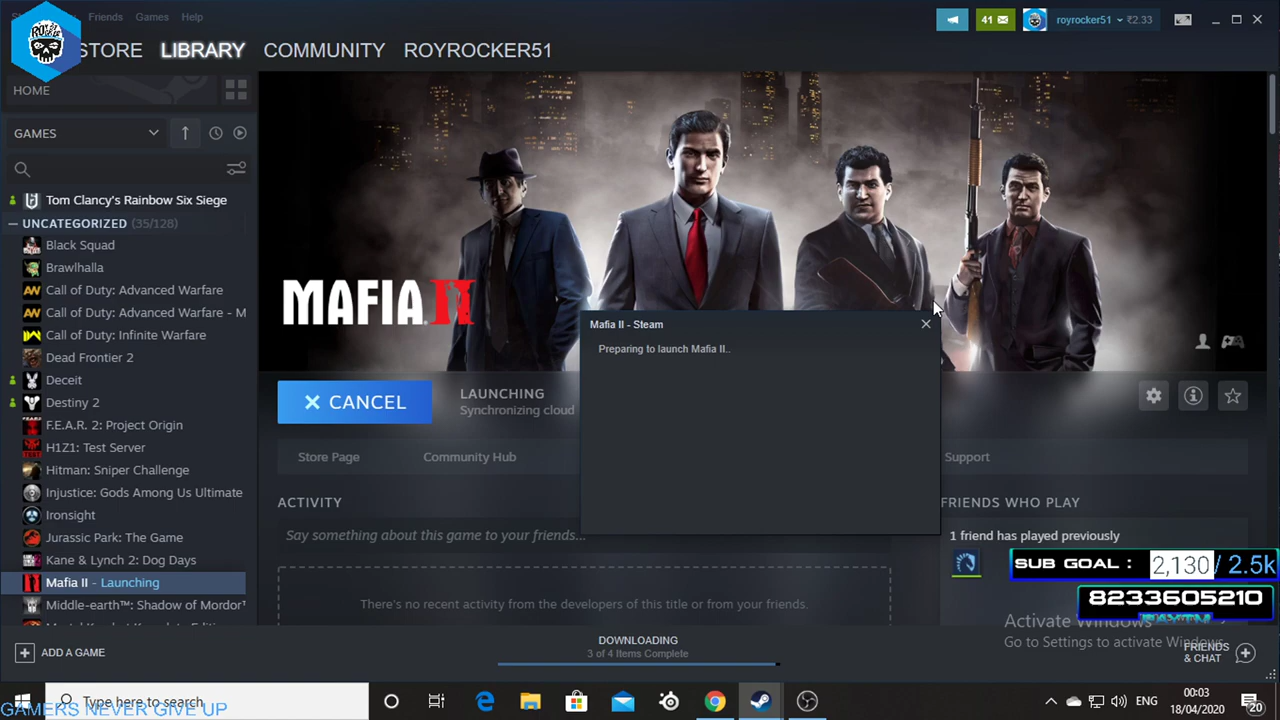 Friends Games Help
41
royrocker51 ₹2.33
STORE LIBRARY COMMUNITY ROYROCKER51
HOME
GAMES
Tom Clancy's Rainbow Six Siege
UNCATEGORIZED (35/128)
Black Squad
Brawlhalla
Call of Duty: Advanced Warfare
Call of Duty: Advanced Warfare - M
Call of Duty: Infinite Warfare
Dead Frontier 2
Deceit
Destiny 2
F.E.A.R. 2: Project Origin
H1Z1: Test Server
Hitman: Sniper Challenge
Injustice: Gods Among Us Ultimate
Ironsight
Jurassic Park: The Game
Kane & Lynch 2: Dog Days
Mafia II - Launching
Middle-earth™: Shadow of Mordor
ADD A GAME
MAFIA II
Mafia II - Steam
Preparing to launch Mafia II..
CANCEL
LAUNCHING
Synchronizing cloud
Store Page Community Hub Support
ACTIVITY
Say something about this game to your friends...
There's no recent activity from the developers of this title or from your friends.
FRIENDS WHO PLAY
1 friend has played previously
SUB GOAL : 2,130 / 2.5k
8233605210
Activate Windows
Go to Settings to activate Windows.
FRIENDS
& CHAT
DOWNLOADING
3 of 4 Items Complete
Type here to search
GAMERS NEVER GIVE UP
ENG
00:03
18/04/2020
20